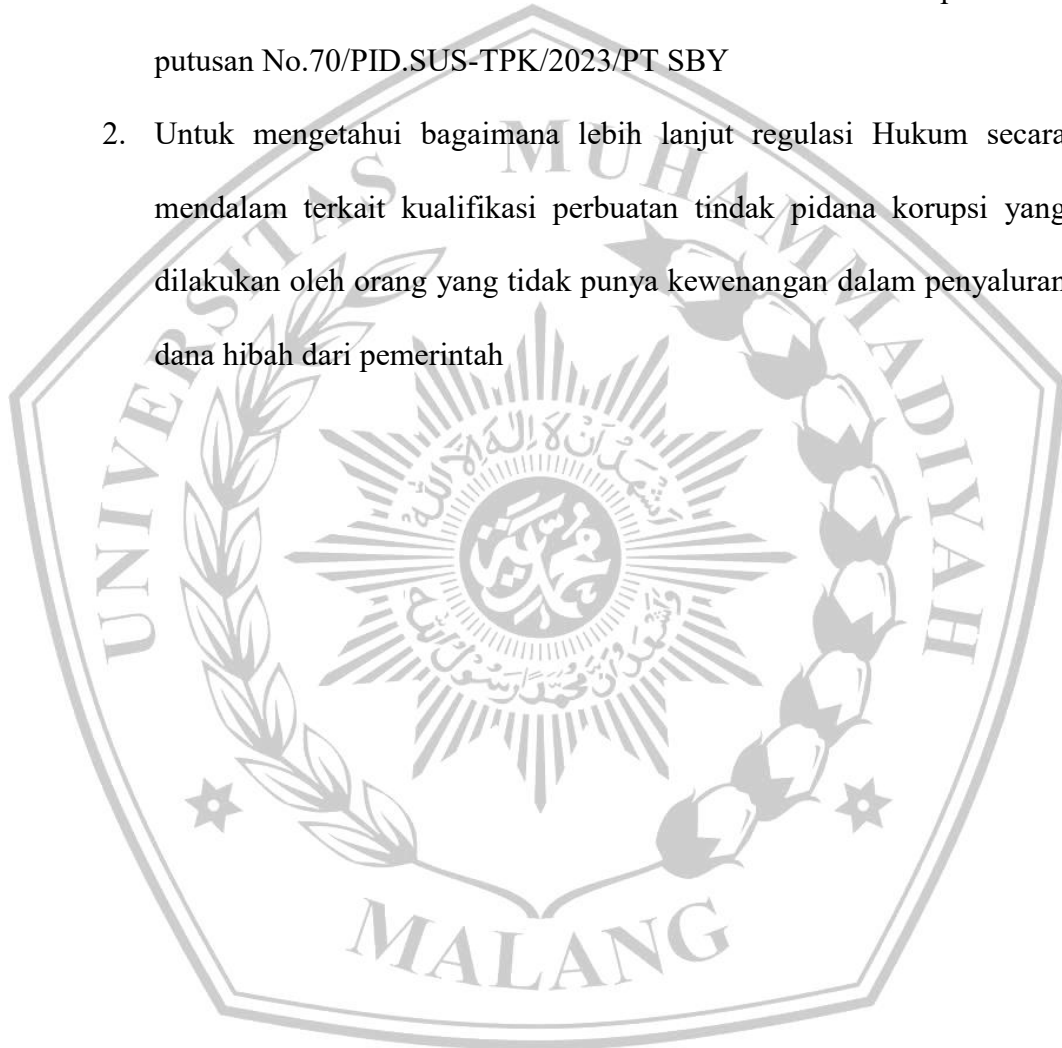 putusan No.70/PID.SUS-TPK/2023/PT SBY
2. Untuk mengetahui bagaimana lebih lanjut regulasi Hukum secara
mendalam terkait kualifikasi perbuatan tindak pidana korupsi yang
dilakukan oleh orang yang tidak punya kewenangan dalam penyaluran
dana hibah dari pemerintah
UNIVERSITAS MUHAMMADIYAH
MALANG